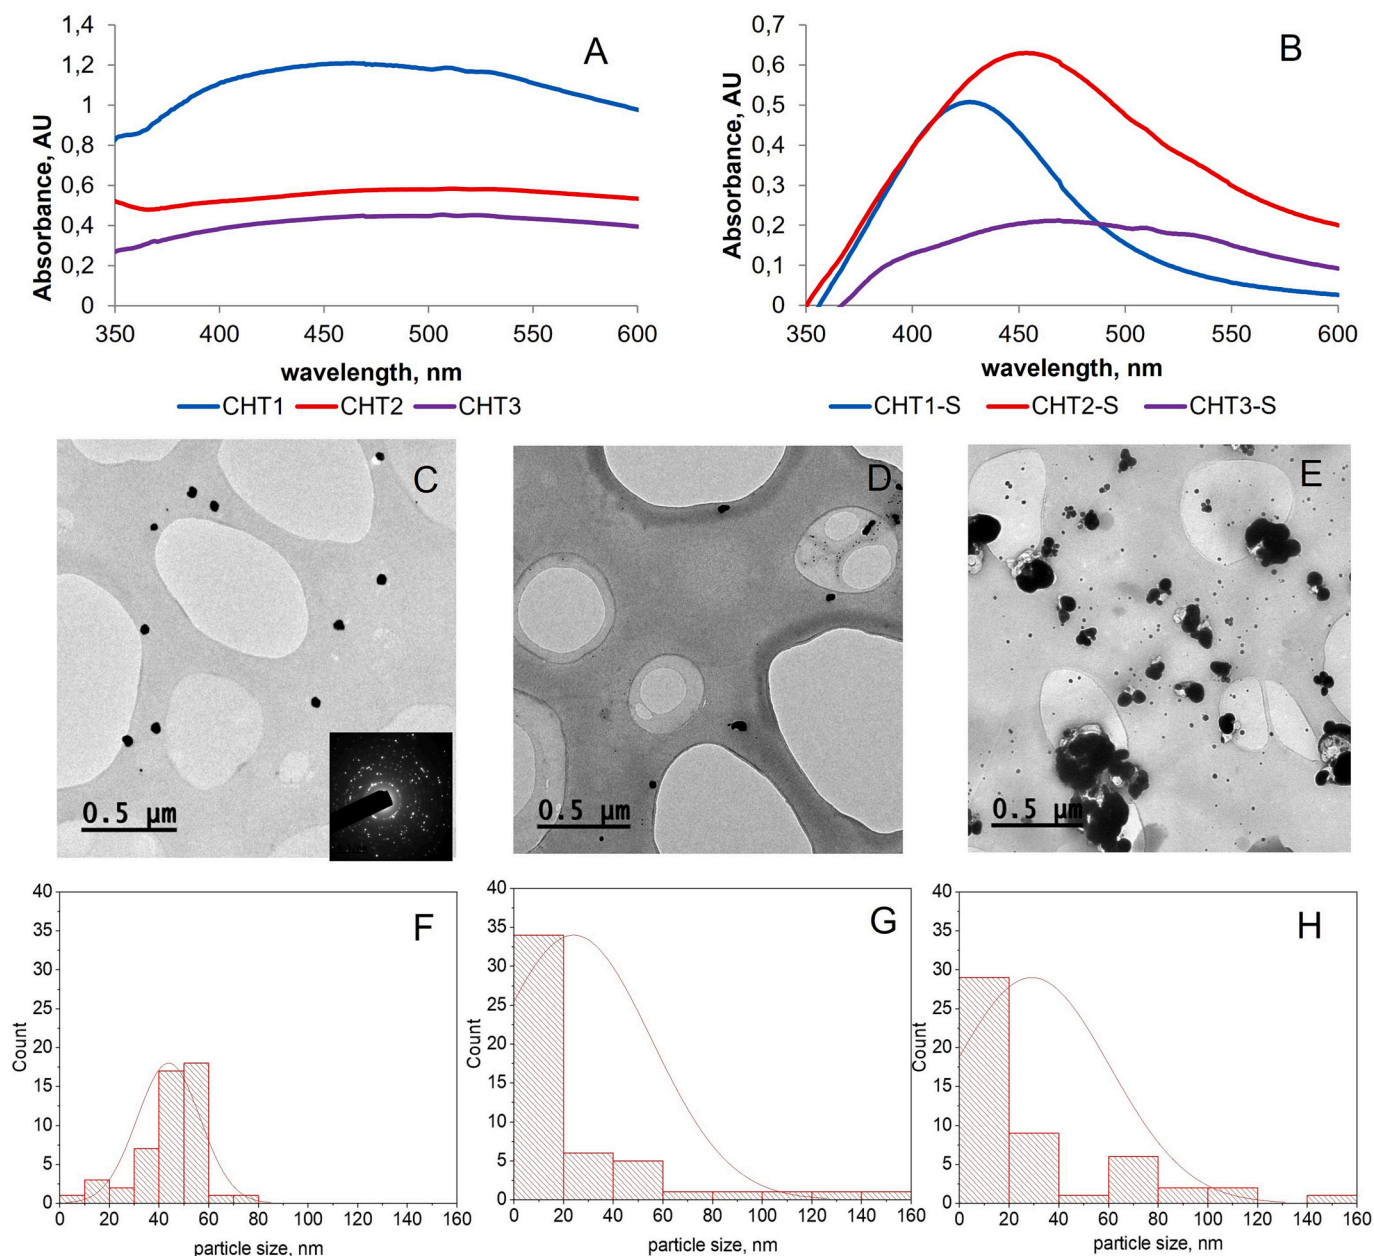 A
Absorbance, AU
1,4
1,2
1
0,8
0,6
0,4
0,2
0
350 400 450 500 550 600
wavelength, nm
CHT1 CHT2 CHT3
B
Absorbance, AU
0,7
0,6
0,5
0,4
0,3
0,2
0,1
0
350 400 450 500 550 600
wavelength, nm
CHT1-S CHT2-S CHT3-S
C
0.5 µm
D
0.5 µm
E
0.5 µm
F
Count
40
35
30
25
20
15
10
5
0
0 20 40 60 80 100 120 140 160
particle size, nm
G
Count
40
35
30
25
20
15
10
5
0
0 20 40 60 80 100 120 140 160
particle size, nm
H
Count
40
35
30
25
20
15
10
5
0
0 20 40 60 80 100 120 140 160
particle size, nm